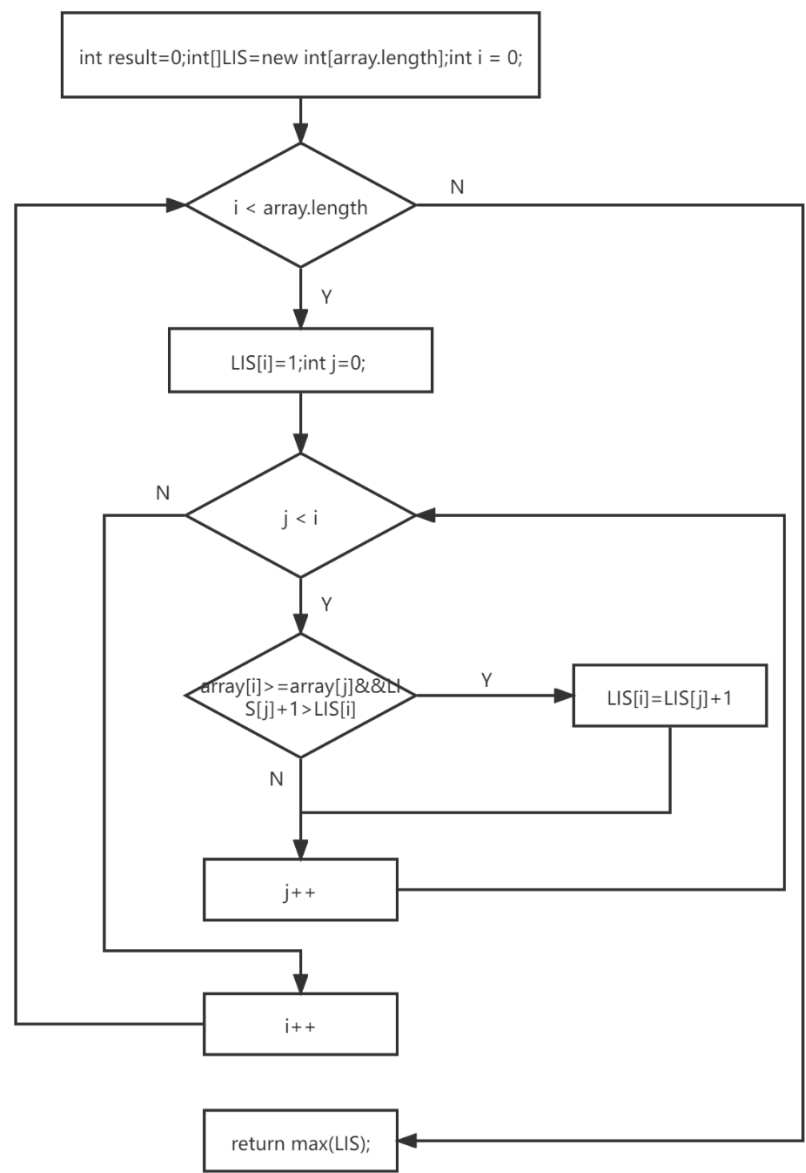 int result=0;int[]LIS=new int[array.length];int i = 0;
i < array.length
N
Y
LIS[i]=1;int j=0;
N
j < i
Y
array[i]>=array[j]&&LI
S[j]+1>LIS[i]
Y
LIS[i]=LIS[j]+1
N
j++
i++
return max(LIS);